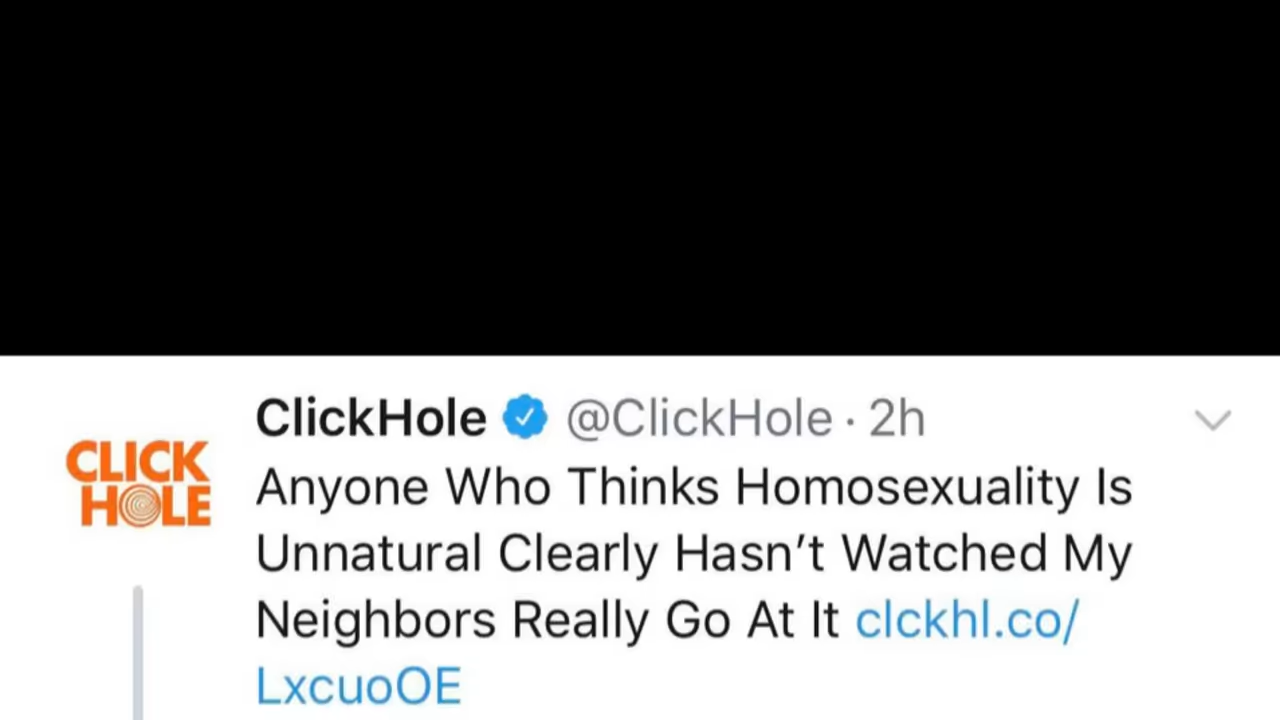 ClickHole @ClickHole · 2h
CLICK
HOLE
Anyone Who Thinks Homosexuality Is
Unnatural Clearly Hasn’t Watched My
Neighbors Really Go At It clckhl.co/
LxcuoOE